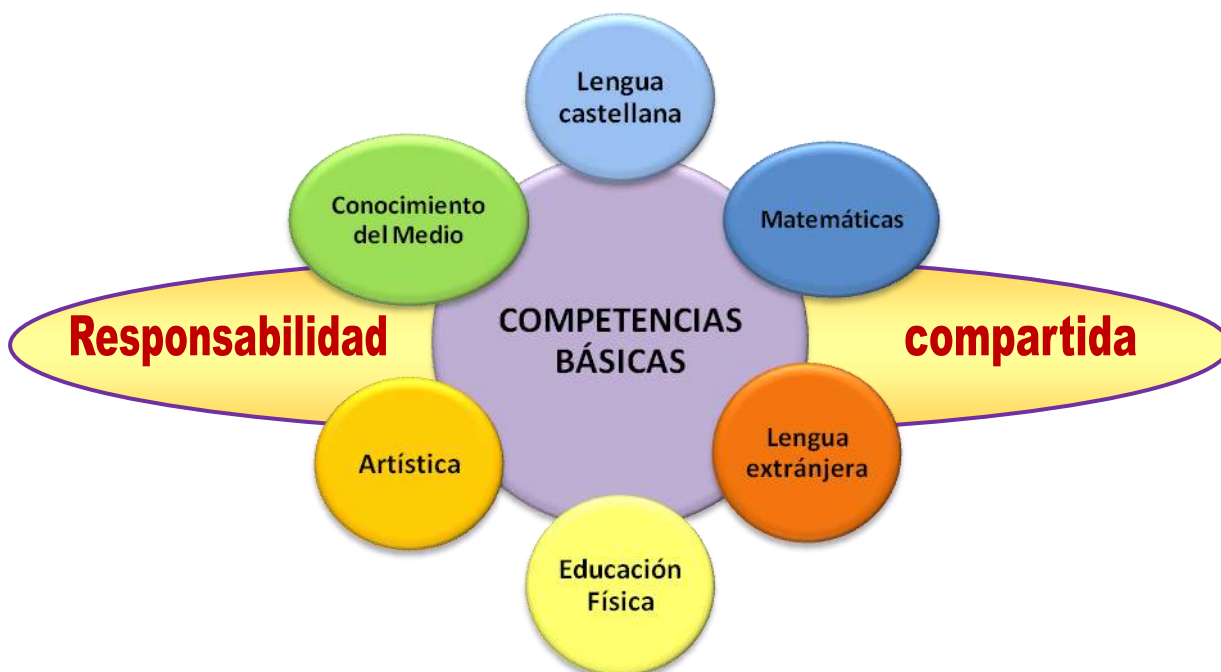 Lengua
castellana
Conocimiento
del Medio
Matemáticas
Responsabilidad
COMPETENCIAS
BÁSICAS
compartida
Artística
Lengua
extránjera
Educación
Física